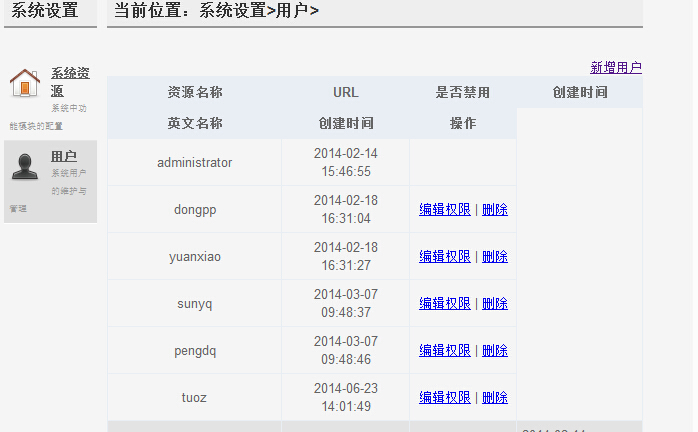 系统设置
当前位置：系统设置>用户>
新增用户
系统资
源
系统中功
能模块的配置
用户
系统用户
的维护与
管理
资源名称 URL 是否禁用 创建时间
英文名称 创建时间 操作
administrator 2014-02-14
15:46:55
dongpp 2014-02-18
16:31:04 编辑权限 | 删除
yuanxiao 2014-02-18
16:31:27 编辑权限 | 删除
sunyq 2014-03-07
09:48:37 编辑权限 | 删除
pengdq 2014-03-07
09:48:46 编辑权限 | 删除
tuoz 2014-06-23
14:01:49 编辑权限 | 删除